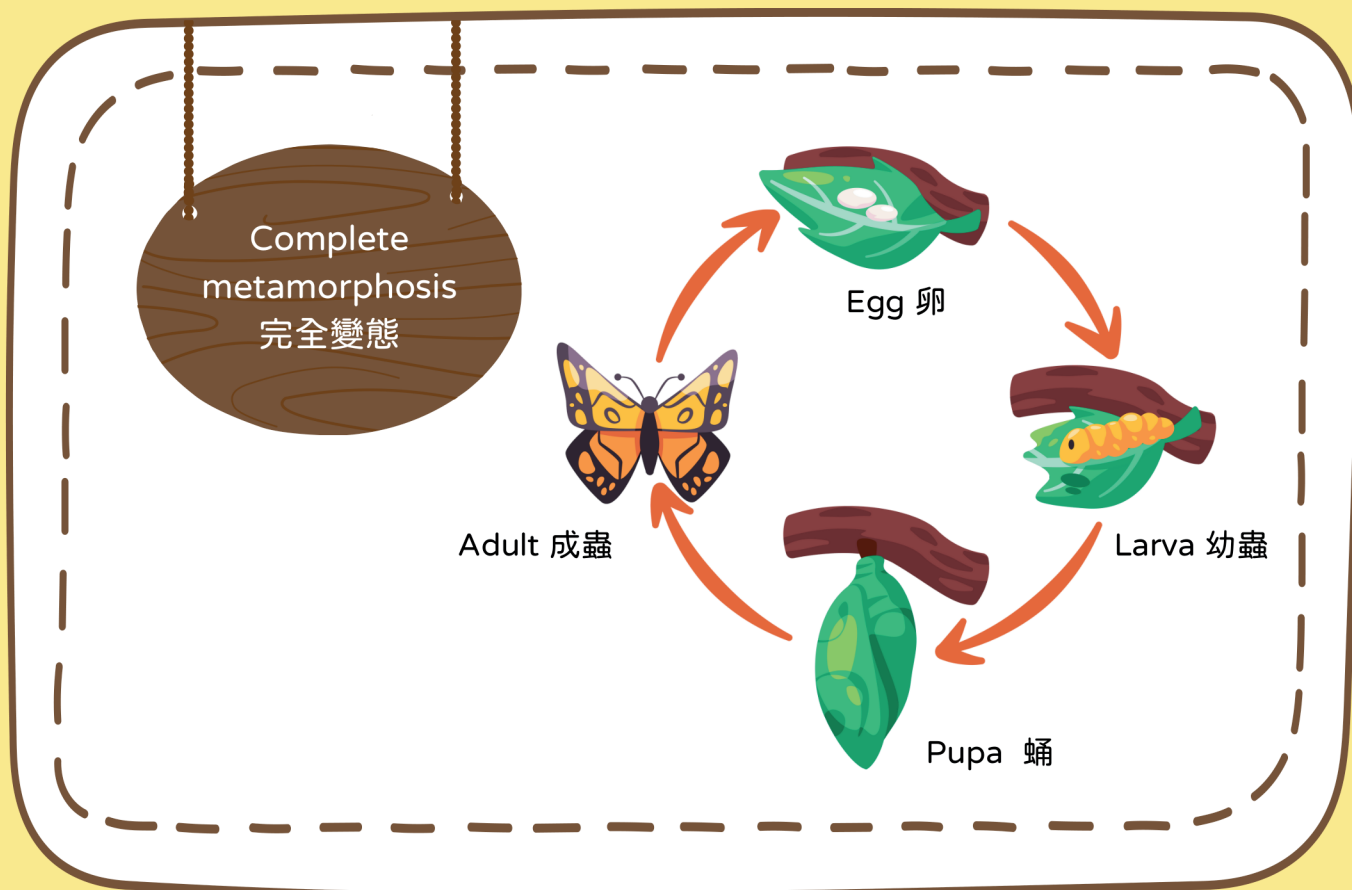 Complete
metamorphosis
完全變態
Egg 卵
Larva 幼蟲
Pupa 蛹
Adult 成蟲